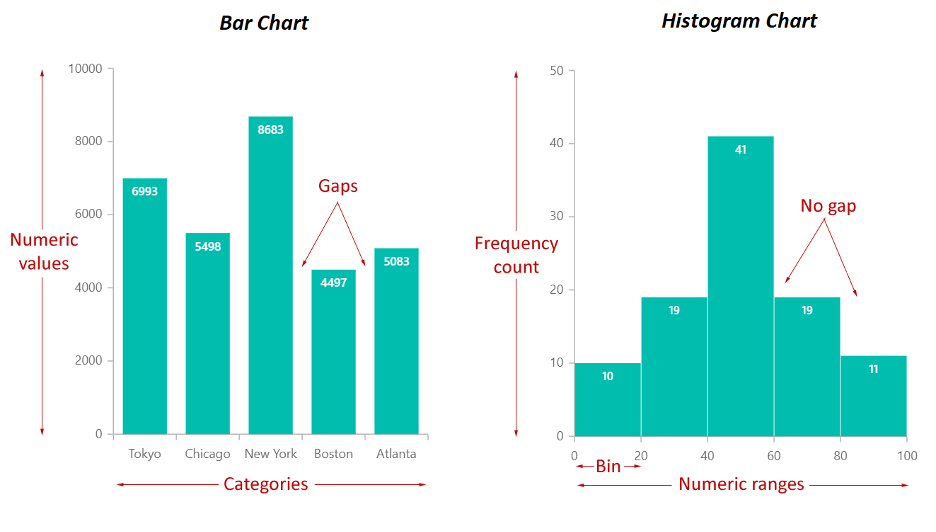 Bar Chart
10000
8000
6000
4000
2000
0
Numeric
values
6993
5498
8683
4497
5083
Gaps
Tokyo
Chicago
New York
Boston
Atlanta
Categories
Histogram Chart
50
40
30
20
10
0
Frequency
count
10
19
41
19
11
No gap
0
20
40
60
80
100
Bin
Numeric ranges